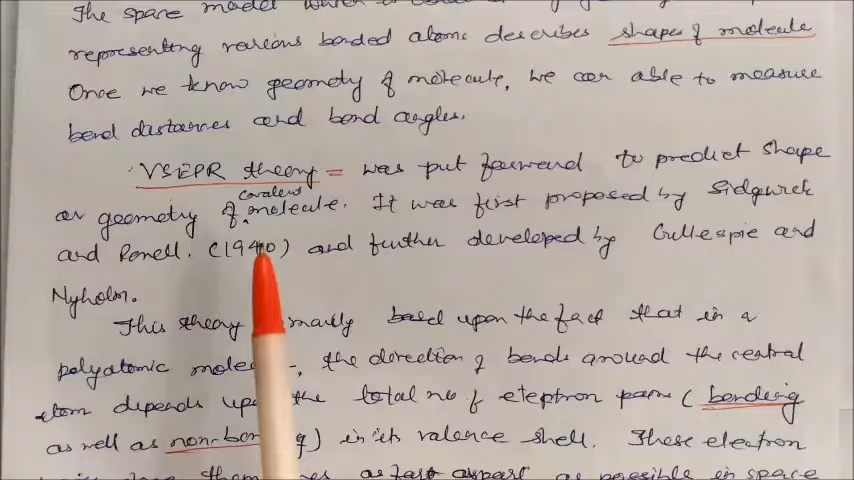 The space model which is
representing various bonded atoms describes shapes of molecule
Once we know geometry of molecule, we can able to measure
bond distances and bond angles.
VSEPR theory = was put forward to predict shape
or geometry of covalent molecule. It was first proposed by Sidgwick
and Powell. (1940) and further developed by Gillespie and
Nyholm.
This theory mainly based upon the fact that in a
polyatomic molec, the direction of bonds around the central
atom depends upo the total no of eleptron pairs (bonding
as well as non-bon g) in its valence shell. These electron
as far apart as possible in space